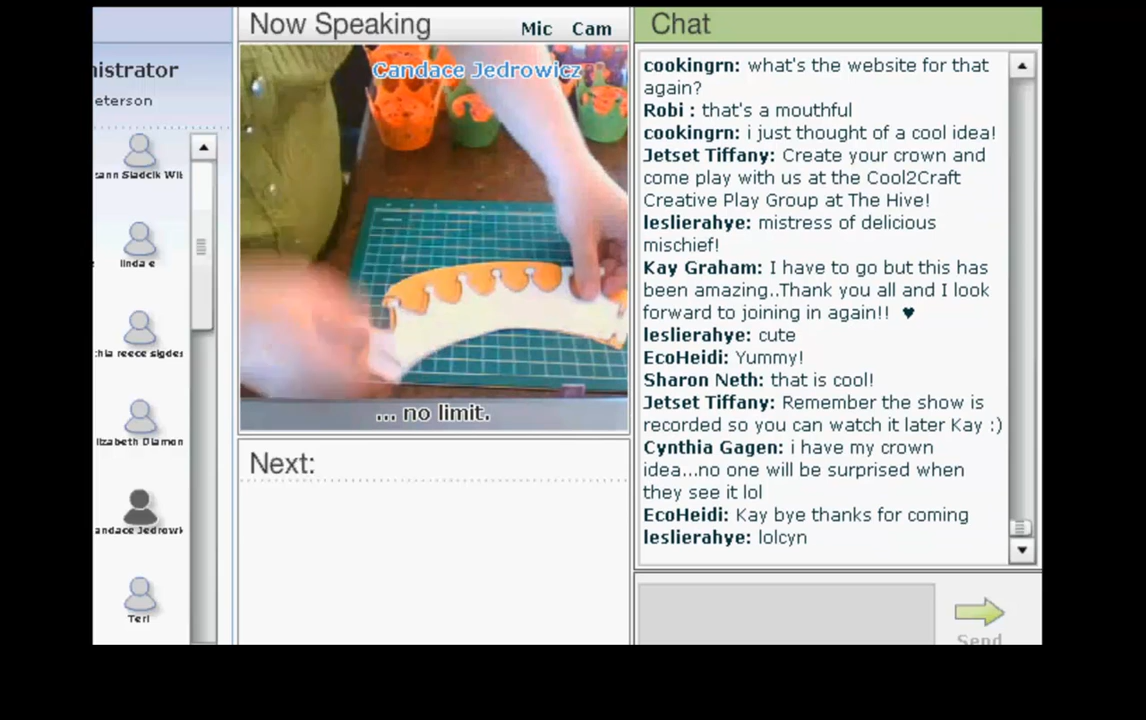 nistrator
eterson
linda e
Teri
Now Speaking
Mic
Cam
Candace Jedrowicz
... no limit.
Next:
Chat
cookingrn: what's the website for that
again?
Robi : that's a mouthful
cookingrn: i just thought of a cool idea!
Jetset Tiffany: Create your crown and
come play with us at the Cool2Craft
Creative Play Group at The Hive!
leslierahye: mistress of delicious
mischief!
Kay Graham: I have to go but this has
been amazing..Thank you all and I look
forward to joining in again!! ♥
leslierahye: cute
EcoHeidi: Yummy!
Sharon Neth: that is cool!
Jetset Tiffany: Remember the show is
recorded so you can watch it later Kay :)
Cynthia Gagen: i have my crown
idea...no one will be surprised when
they see it lol
EcoHeidi: Kay bye thanks for coming
leslierahye: lolcyn
Send